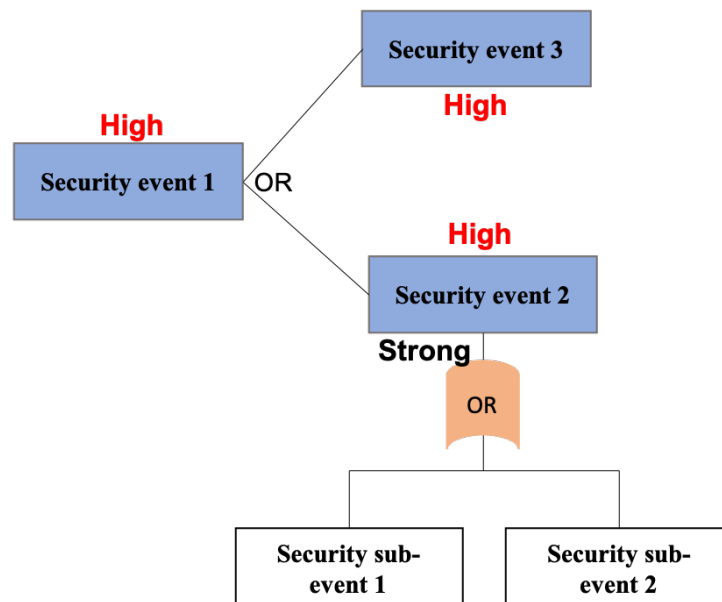 Security event 3
High
High
Security event 1
OR
High
Security event 2
Strong
OR
Security sub-
event 1
Security sub-
event 2